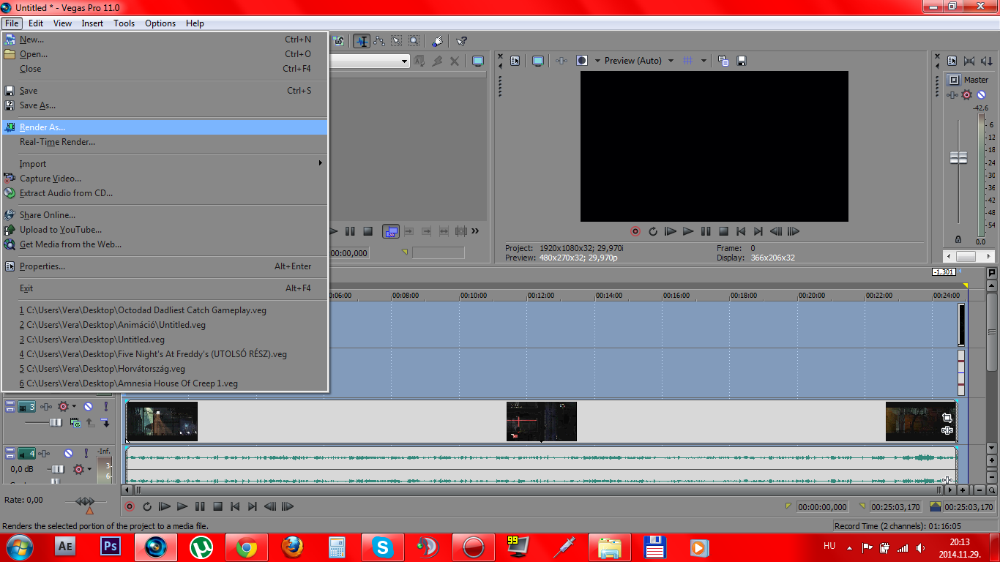 Untitled * - Vegas Pro 11.0
File Edit View Insert Tools Options Help
New... Ctrl+N
Open... Ctrl+O
Close Ctrl+F4
Save Ctrl+S
Save As...
Render As...
Real-Time Render...
Import
Capture Video...
Extract Audio from CD...
Share Online...
Upload to YouTube...
Get Media from the Web...
Properties... Alt+Enter
Exit Alt+F4
1 C:\Users\Vera\Desktop\Octodad Dadliest Catch Gameplay.veg
2 C:\Users\Vera\Desktop\Animáció\Untitled.veg
3 C:\Users\Vera\Desktop\Untitled.veg
4 C:\Users\Vera\Desktop\Five Night's At Freddy's (UTOLSÓ RÉSZ).veg
5 C:\Users\Vera\Desktop\Horvátország.veg
6 C:\Users\Vera\Desktop\Amnesia House Of Creep 1.veg
00:00,000
Preview (Auto)
Project: 1920x1080x32; 29,970i
Preview: 480x270x32; 29,970p
Frame: 0
Display: 366x206x32
Master
-42,6
6
12
18
24
30
36
42
48
54
0,0
-1,301
0:06:00 00:08:00 00:10:00 00:12:00 00:14:00 00:16:00 00:18:00 00:20:00 00:22:00 00:24:00
3
4
-Inf.
0,0 dB
3
6
Rate: 0,00
00:00:00,000 00:25:03,170 00:25:03,170
Renders the selected portion of the project to a media file.
Record Time (2 channels): 01:16:05
AE
Ps
99
HU
20:13
2014.11.29.